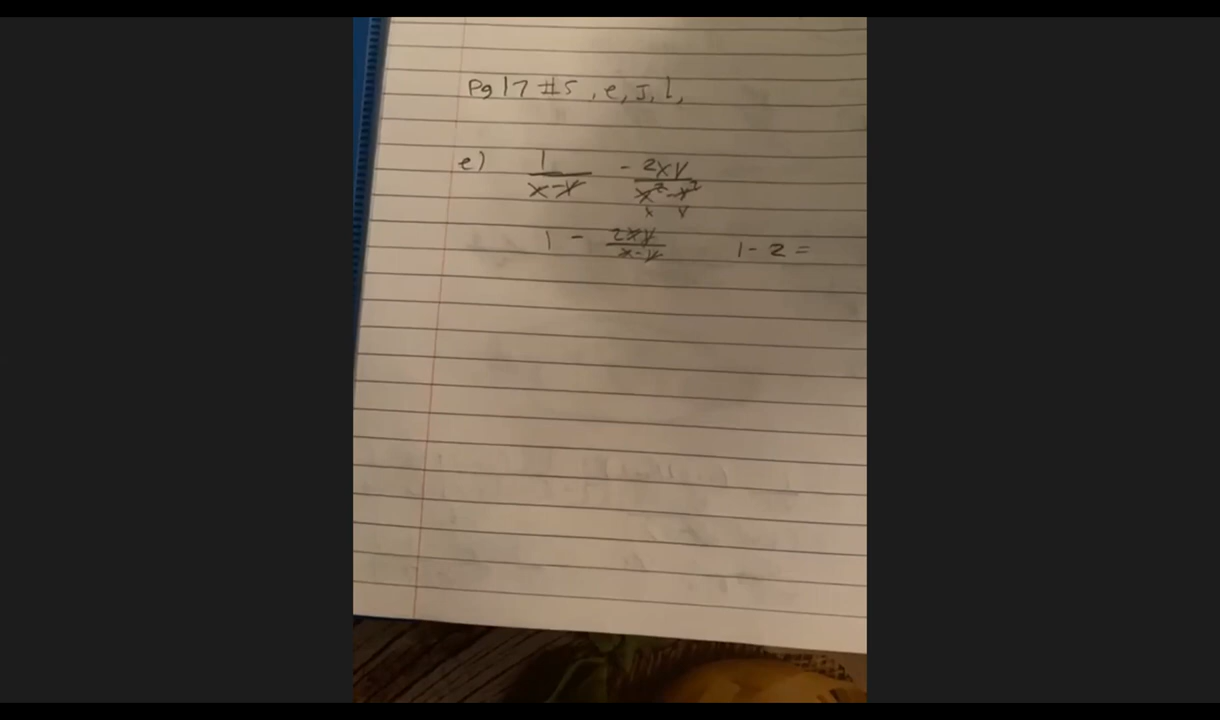 Pg 17 #5, e, J, l,
e) 1/(x-y) - 2xy/(x²-y²)
x y
1 - 2xy/(x-y) 1-2=